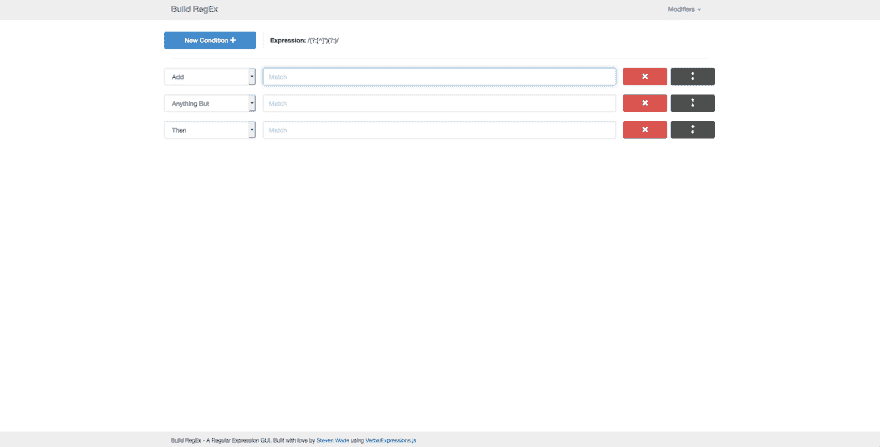 Build RegEx
Modifiers
New Condition
Expression: /(?:[^]*)(?:)/
Add Match
Anything But Match
Then Match
Build RegEx - A Regular Expression GUI. Built with love by Steven Wade using VerbalExpressions.js